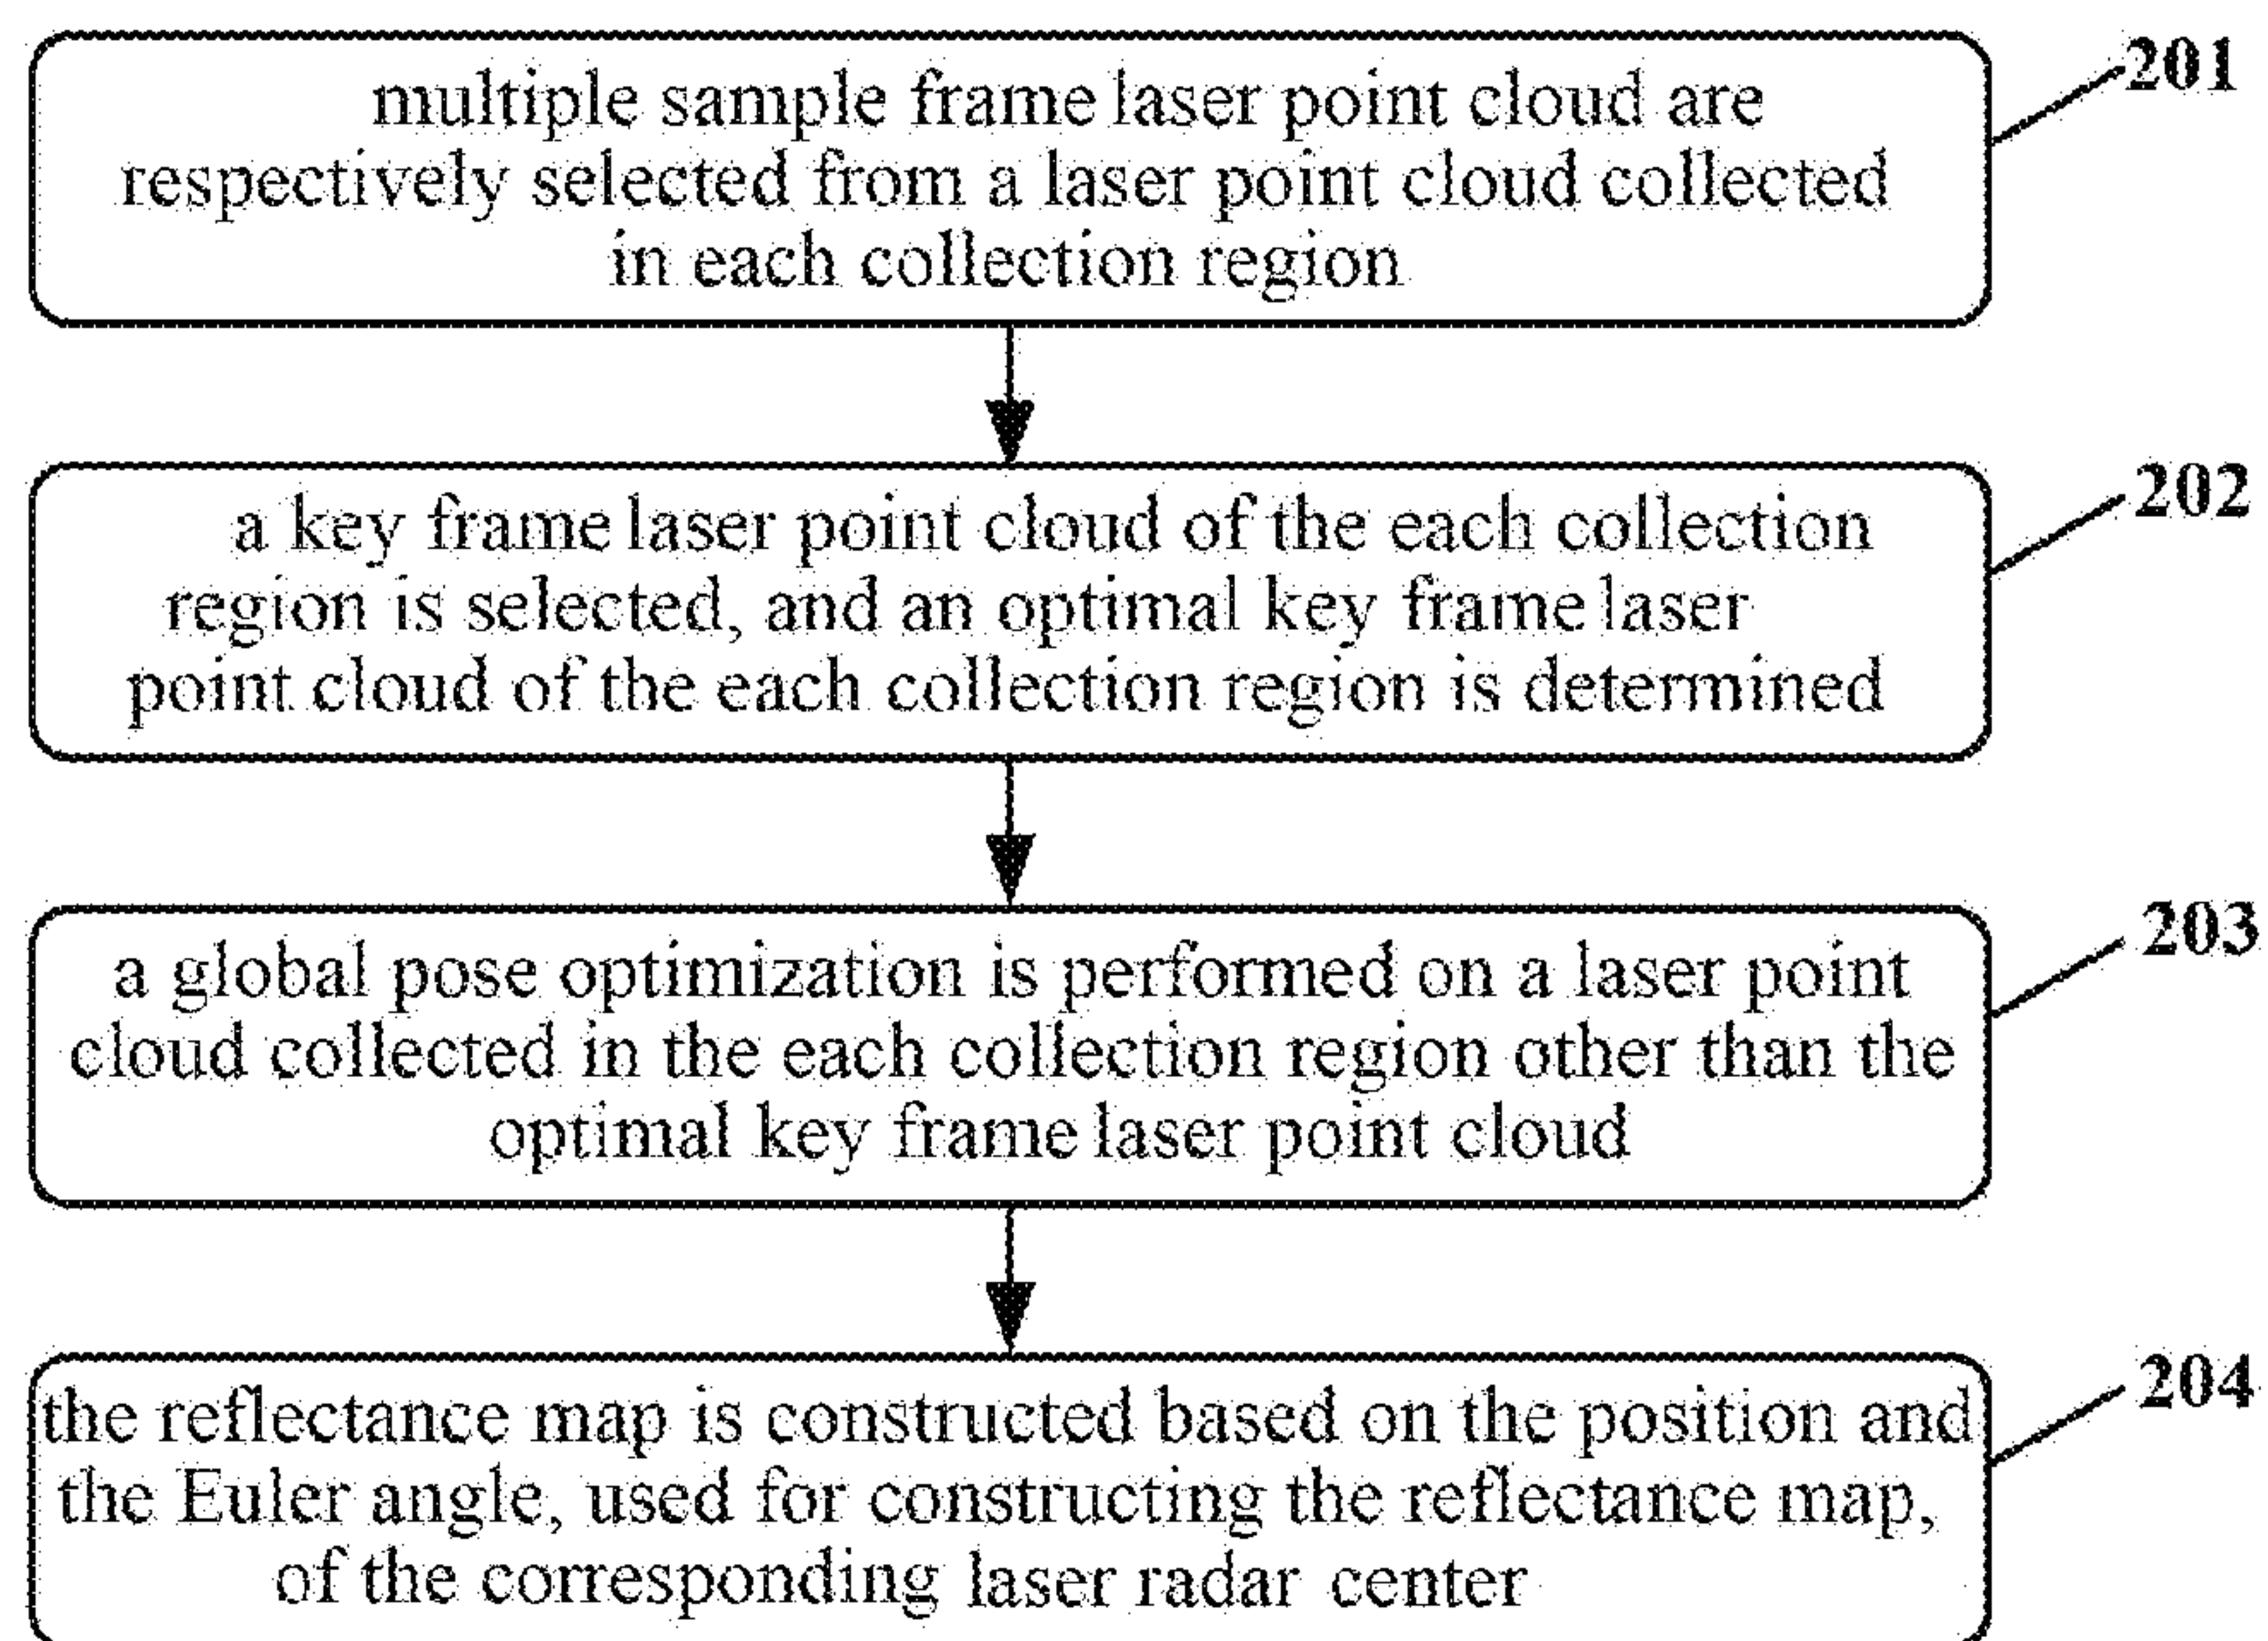 multiple sample frame laser point cloud are
respectively selected from a laser point cloud collected
in each collection region
201
a key frame laser point cloud of the each collection
region is selected, and an optimal key frame laser
point cloud of the each collection region is determined
202
a global pose optimization is performed on a laser point
cloud collected in the each collection region other than the
optimal key frame laser point cloud
203
the reflectance map is constructed based on the position and
the Euler angle, used for constructing the reflectance map,
of the corresponding laser radar center
204